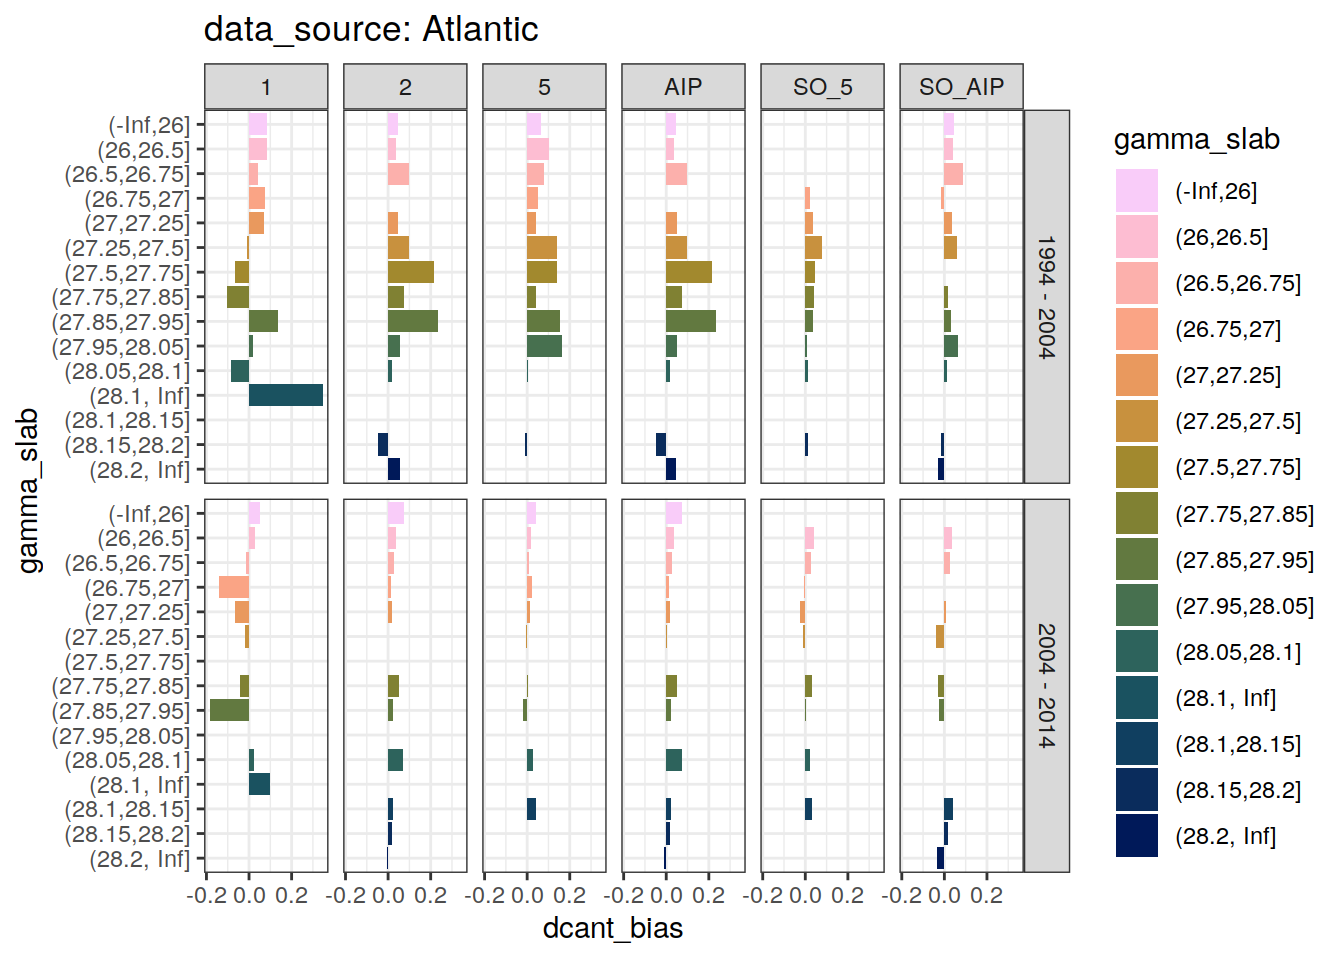 data_source: Atlantic
1 2 5 AIP SO_5 SO_AIP
gamma_slab
(-Inf,26]
(26,26.5]
(26.5,26.75]
(26.75,27]
(27,27.25]
(27.25,27.5]
(27.5,27.75]
(27.75,27.85]
(27.85,27.95]
(27.95,28.05]
(28.05,28.1]
(28.1, Inf]
(28.1,28.15]
(28.15,28.2]
(28.2, Inf]
1994 - 2004
(-Inf,26]
(26,26.5]
(26.5,26.75]
(26.75,27]
(27,27.25]
(27.25,27.5]
(27.5,27.75]
(27.75,27.85]
(27.85,27.95]
(27.95,28.05]
(28.05,28.1]
(28.1, Inf]
(28.1,28.15]
(28.15,28.2]
(28.2, Inf]
2004 - 2014
-0.2 0.0 0.2 -0.2 0.0 0.2 -0.2 0.0 0.2 -0.2 0.0 0.2 -0.2 0.0 0.2 -0.2 0.0 0.2
dcant_bias
gamma_slab
(-Inf,26]
(26,26.5]
(26.5,26.75]
(26.75,27]
(27,27.25]
(27.25,27.5]
(27.5,27.75]
(27.75,27.85]
(27.85,27.95]
(27.95,28.05]
(28.05,28.1]
(28.1, Inf]
(28.1,28.15]
(28.15,28.2]
(28.2, Inf]